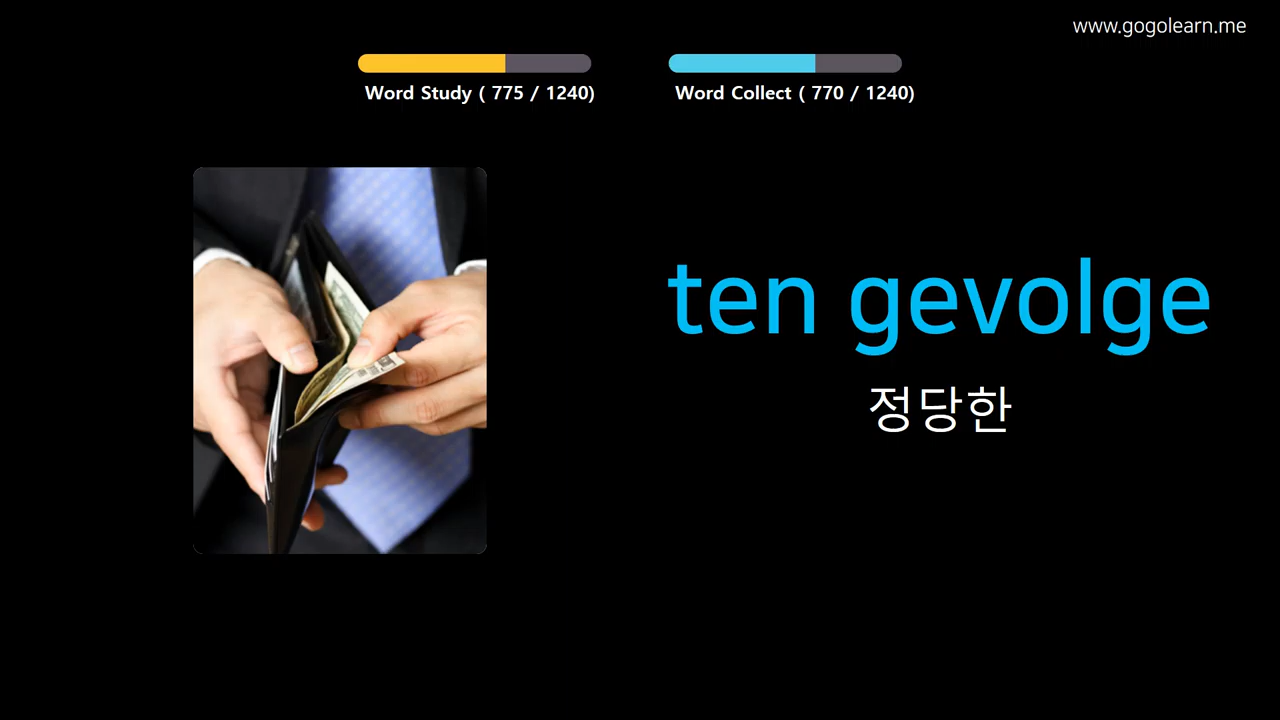 www.gogolearn.me
Word Study ( 775 / 1240)
Word Collect ( 770 / 1240)
ten gevolge
정당한